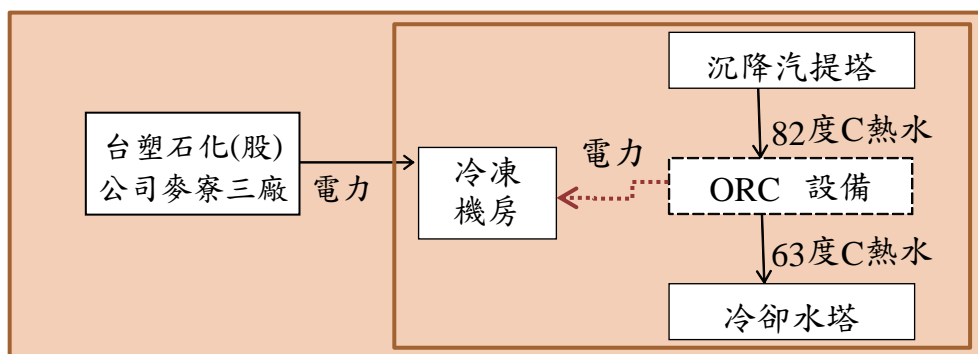 沉降汽提塔
82度C熱水
台塑石化(股)
公司麥寮三廠
電力
冷凍
機房
電力
ORC 設備
63度C熱水
冷卻水塔